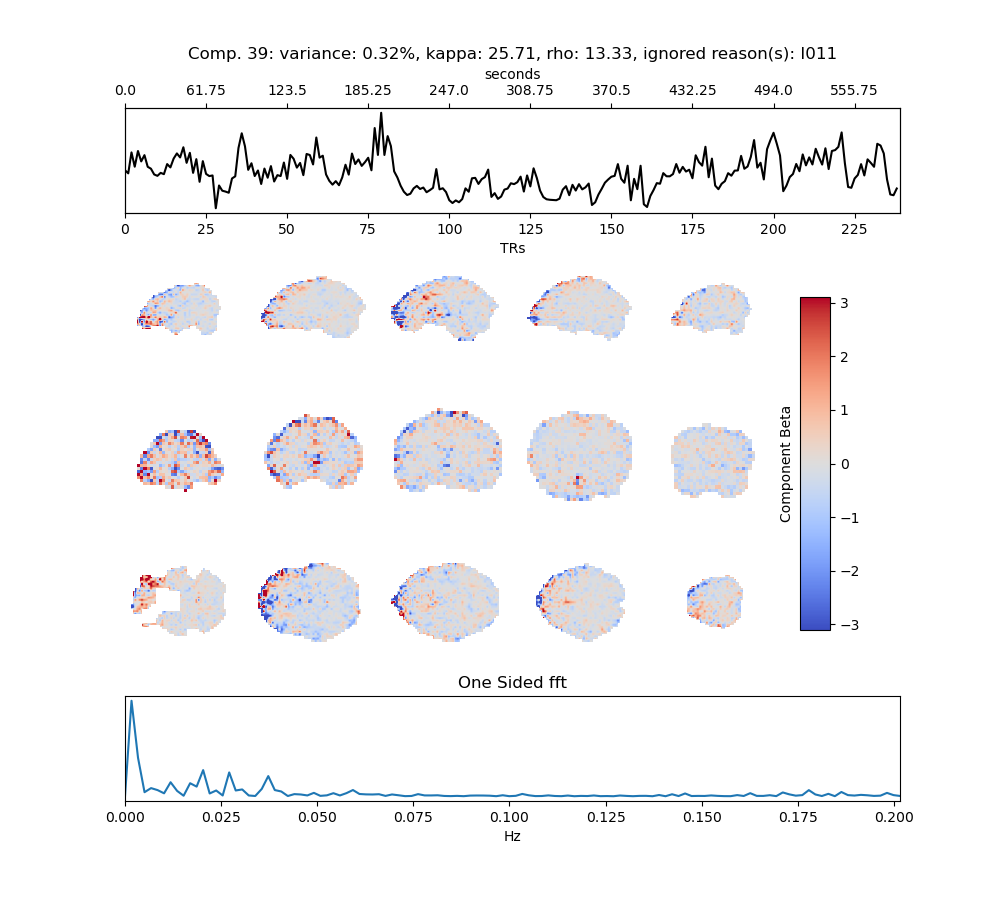 Comp. 39: variance: 0.32%, kappa: 25.71, rho: 13.33, ignored reason(s): I011
seconds
0.0 61.75 123.5 185.25 247.0 308.75 370.5 432.25 494.0 555.75
0 25 50 75 100 125 150 175 200 225
TRs
3
2
1
0
−1
−2
−3
Component Beta
One Sided fft
0.000 0.025 0.050 0.075 0.100 0.125 0.150 0.175 0.200
Hz